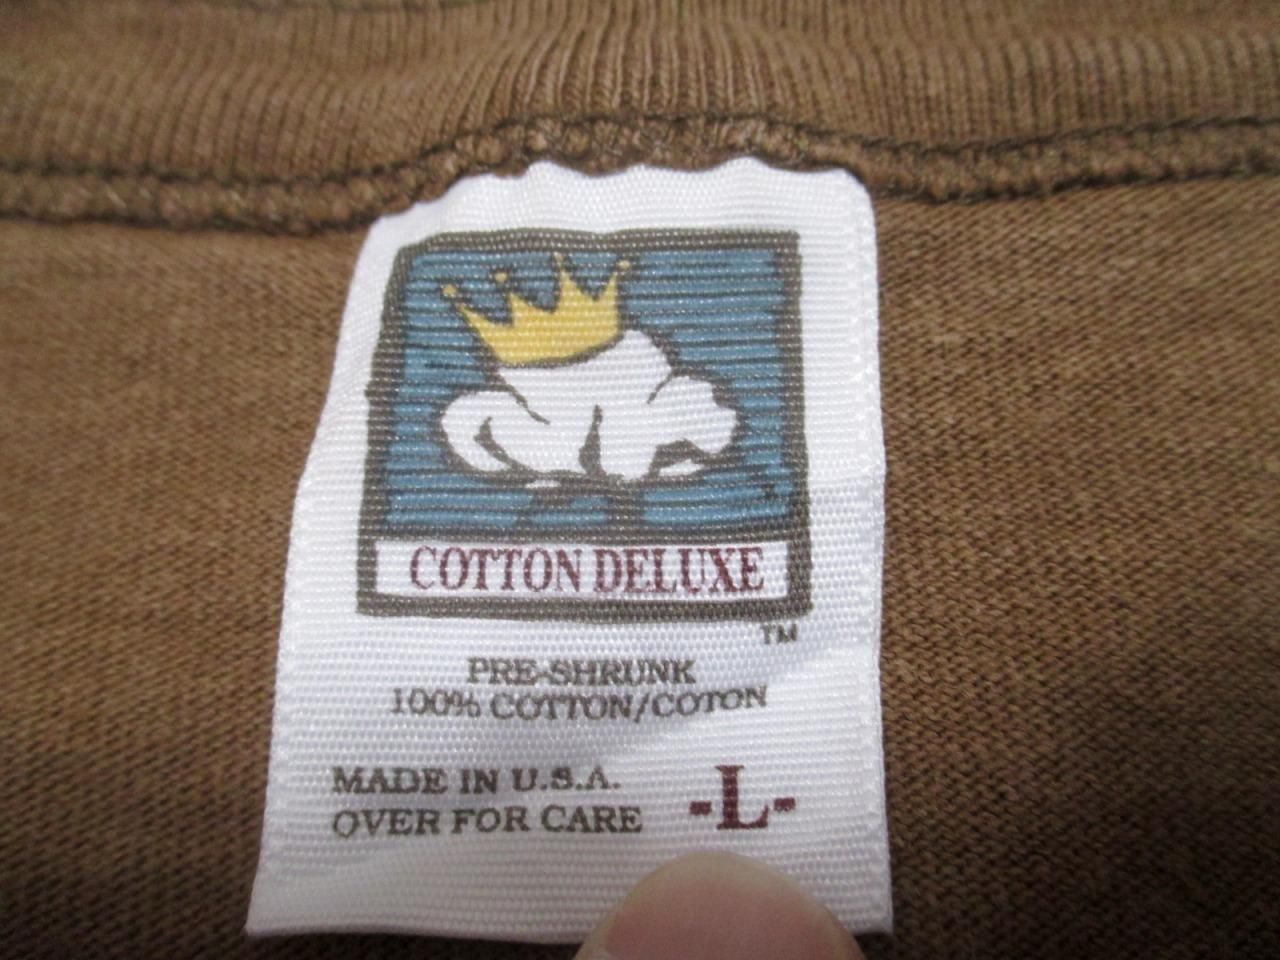 COTTON DELUXE
TM
PRE-SHRUNK
100% COTTON/COTON
MADE IN U.S.A.
OVER FOR CARE
-L-